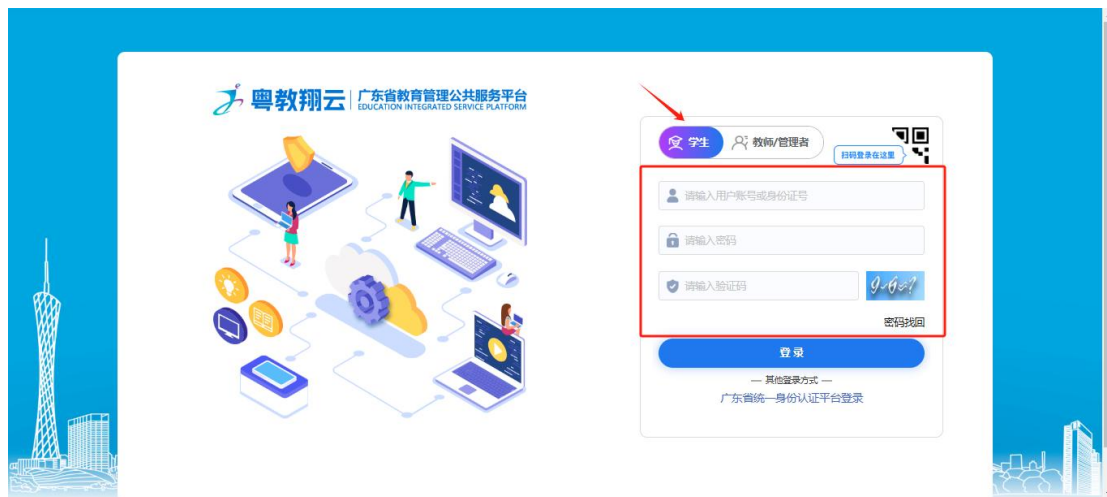 粤教翔云
广东省教育管理公共服务平台
EDUCATION INTEGRATED SERVICE PLATFORM
学生
教师/管理者
扫码登录在这里
请输入用户账号或身份证号
请输入密码
请输入验证码
9-6=?
密码找回
登录
— 其他登录方式 —
广东省统一身份认证平台登录